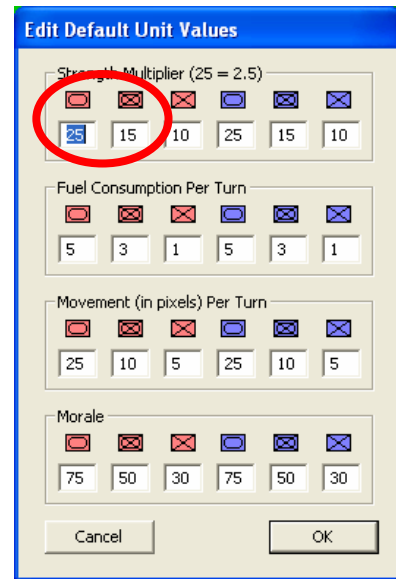 Edit Default Unit Values
Strength Multiplier (25 = 2.5)
25 15 10 25 15 10
Fuel Consumption Per Turn
5 3 1 5 3 1
Movement (in pixels) Per Turn
25 10 5 25 10 5
Morale
75 50 30 75 50 30
Cancel OK